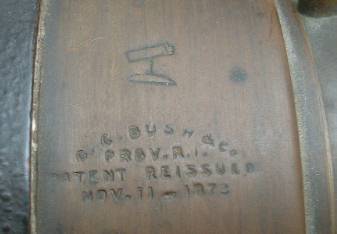 H
G. BUSH & Co.
PROV. R.I.
PATENT REISSUED
NOV. 11 - 1873